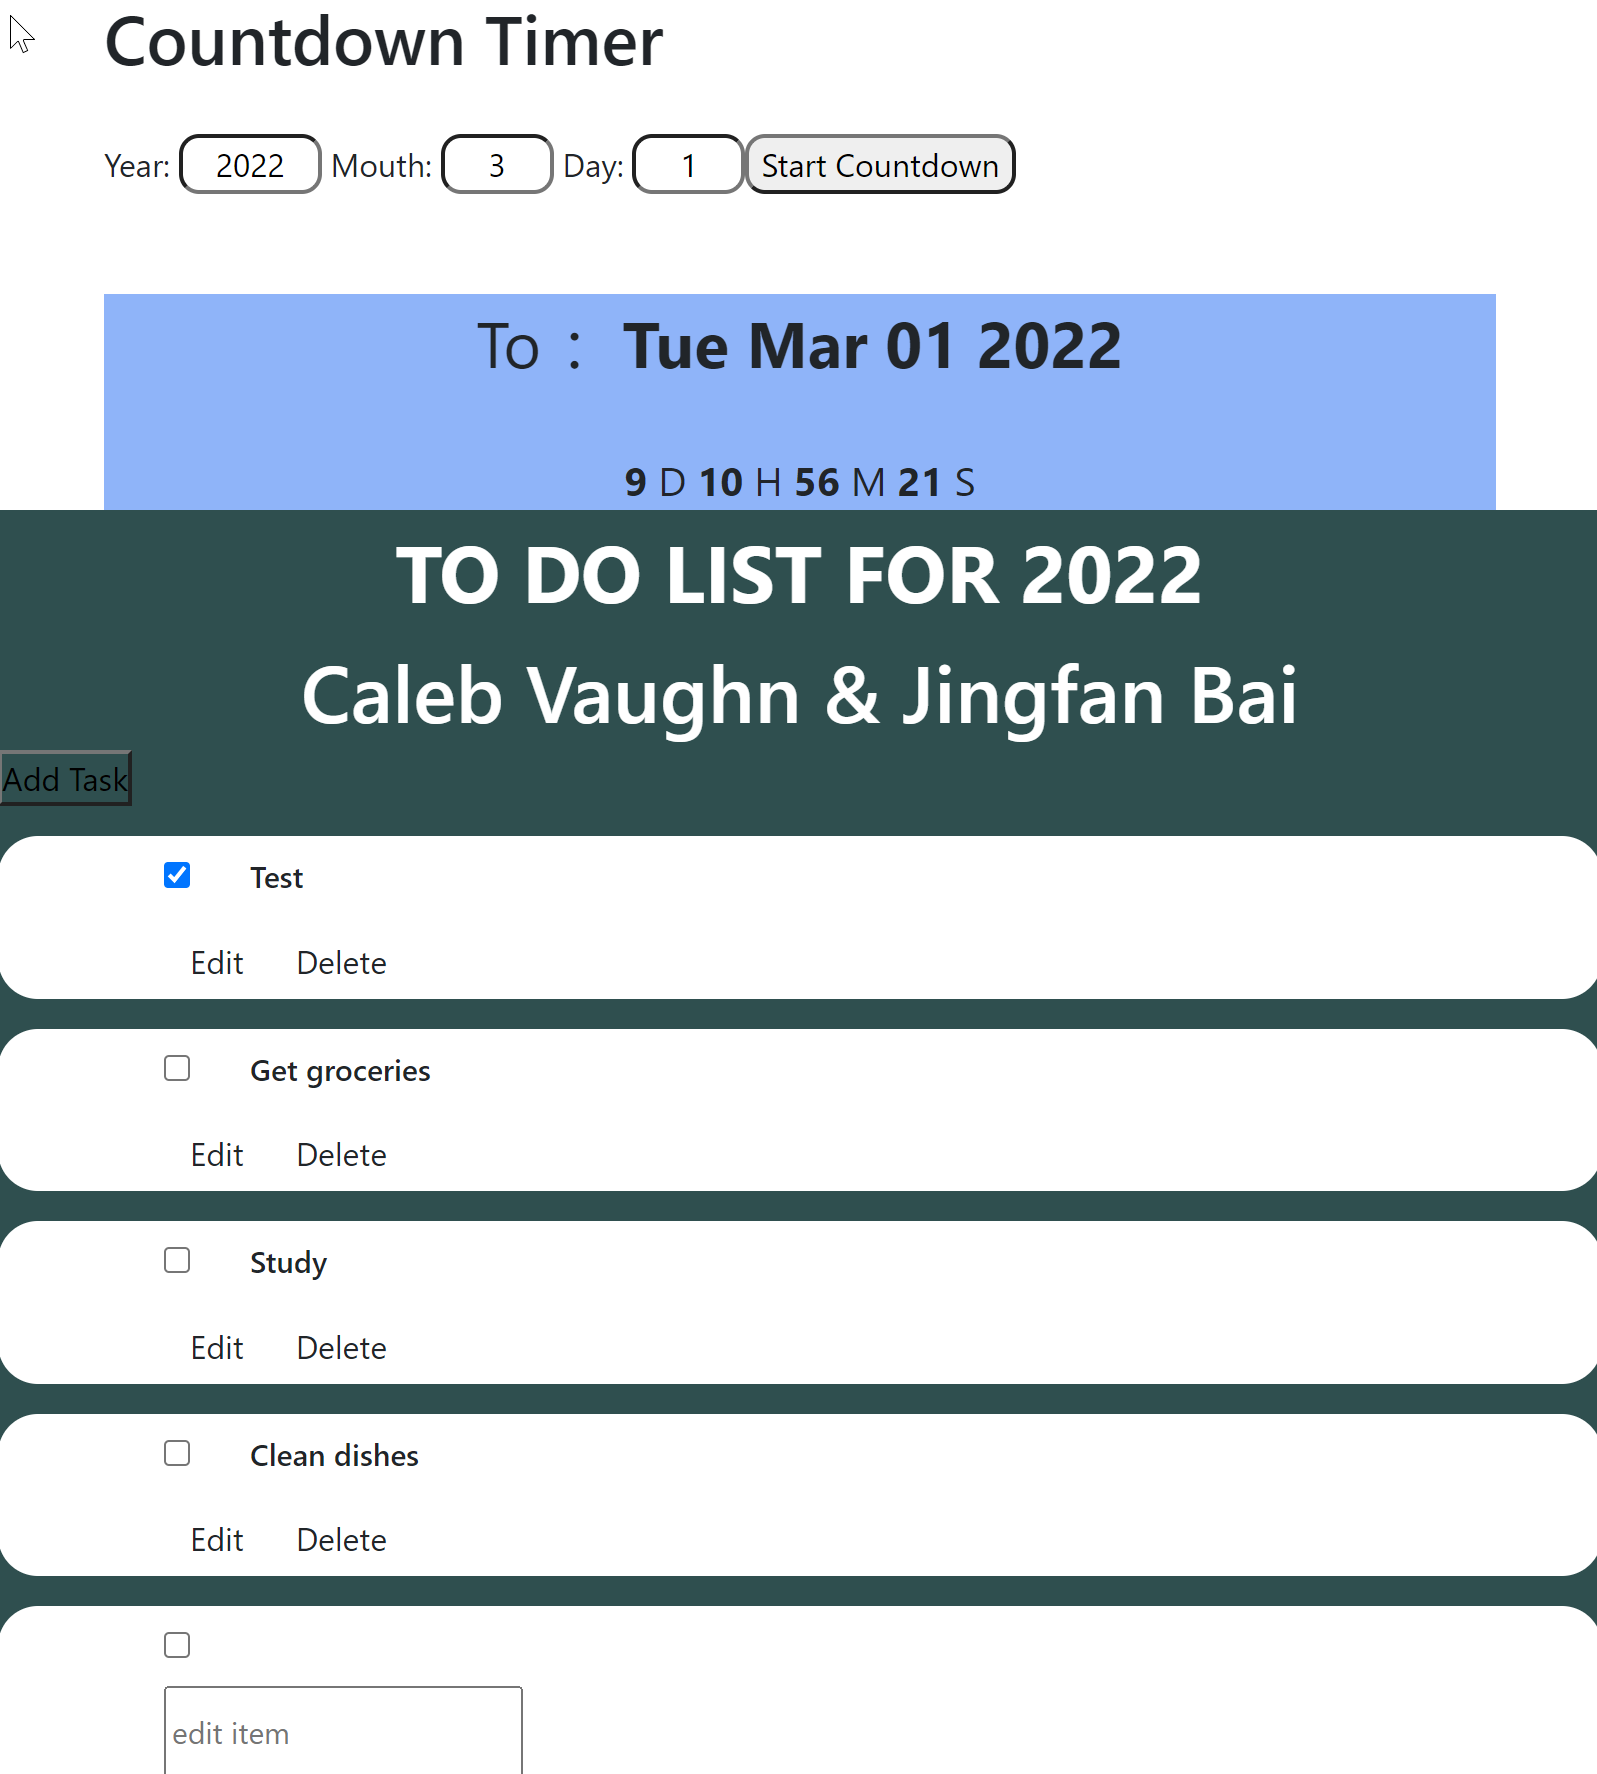 Countdown Timer
Year: 2022 Mouth: 3 Day: 1 Start Countdown
To : Tue Mar 01 2022
9 D 10 H 56 M 21 S
TO DO LIST FOR 2022
Caleb Vaughn & Jingfan Bai
Add Task
Test
Edit Delete
Get groceries
Edit Delete
Study
Edit Delete
Clean dishes
Edit Delete
edit item